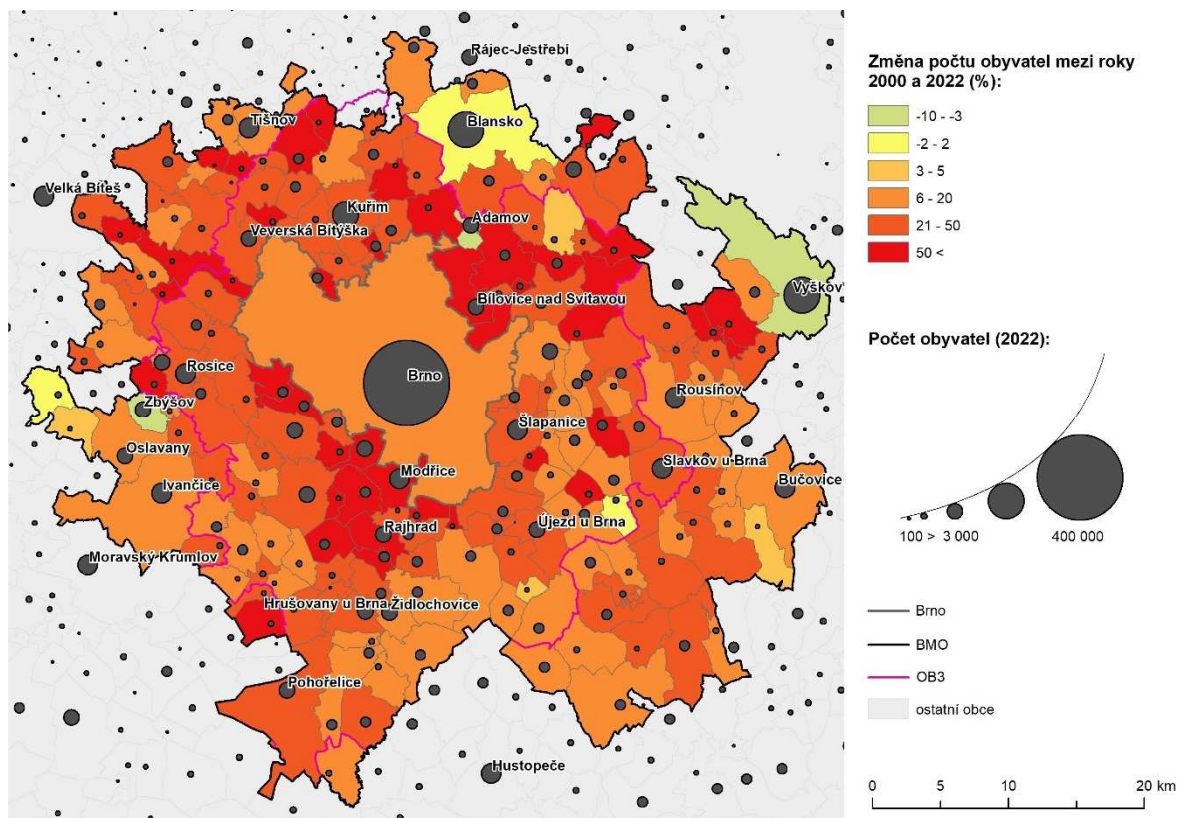 Rájec-Jestřebí
Blansko
Tišnov
Velká Bíteš
Kuřim
Adamov
Veverská Bítýška
Vyškov
Bílovice nad Svitavou
Brno
Rosice
Rousínov
Zbýšov
Šlapanice
Oslavany
Slavkov u Brna
Modřice
Bučovice
Ivančice
Rajhrad
Újezd u Brna
Moravský Krumlov
Hrušovany u Brna
Židlochovice
Pohořelice
Hustopeče
Změna počtu obyvatel mezi roky
2000 a 2022 (%):
-10 - -3
-2 - 2
3 - 5
6 - 20
21 - 50
50 <
Počet obyvatel (2022):
100 > 3 000 400 000
Brno
BMO
OB3
ostatní obce
0 5 10 20 km